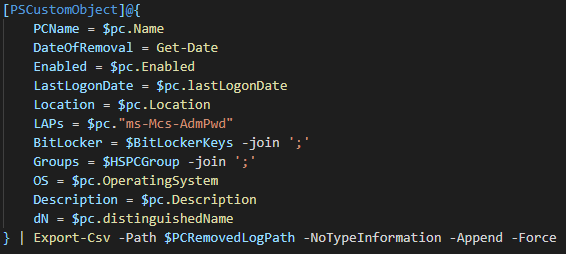 [PSCustomObject]@{
PCName = $pc.Name
DateOfRemoval = Get-Date
Enabled = $pc.Enabled
LastLogonDate = $pc.lastLogonDate
Location = $pc.Location
LAPs = $pc."ms-Mcs-AdmPwd"
BitLocker = $BitLockerKeys -join ';'
Groups = $HSPCGroup -join ';'
OS = $pc.OperatingSystem
Description = $pc.Description
dN = $pc.distinguishedName
} | Export-Csv -Path $PCRemovedLogPath -NoTypeInformation -Append -Force